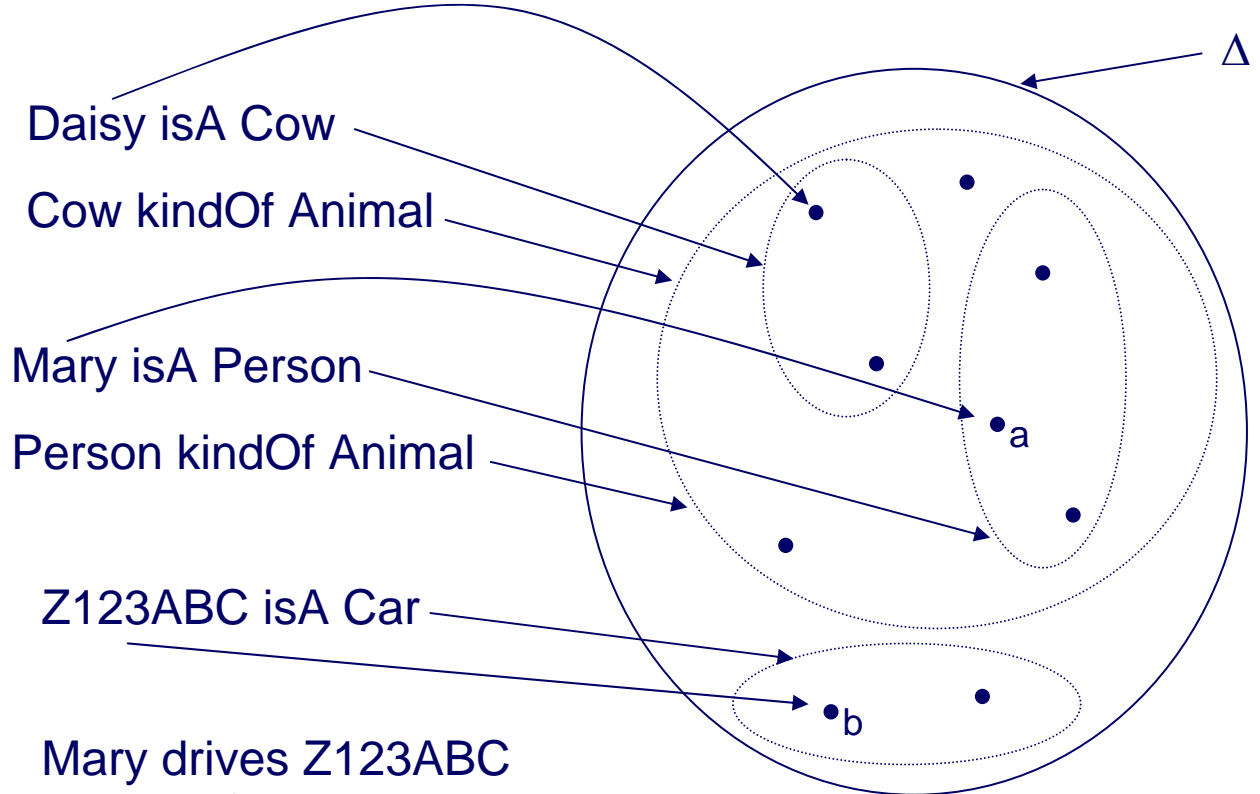 Δ
Daisy isA Cow
Cow kindOf Animal
Mary isA Person
a
Person kindOf Animal
Z123ABC isA Car
b
Mary drives Z123ABC